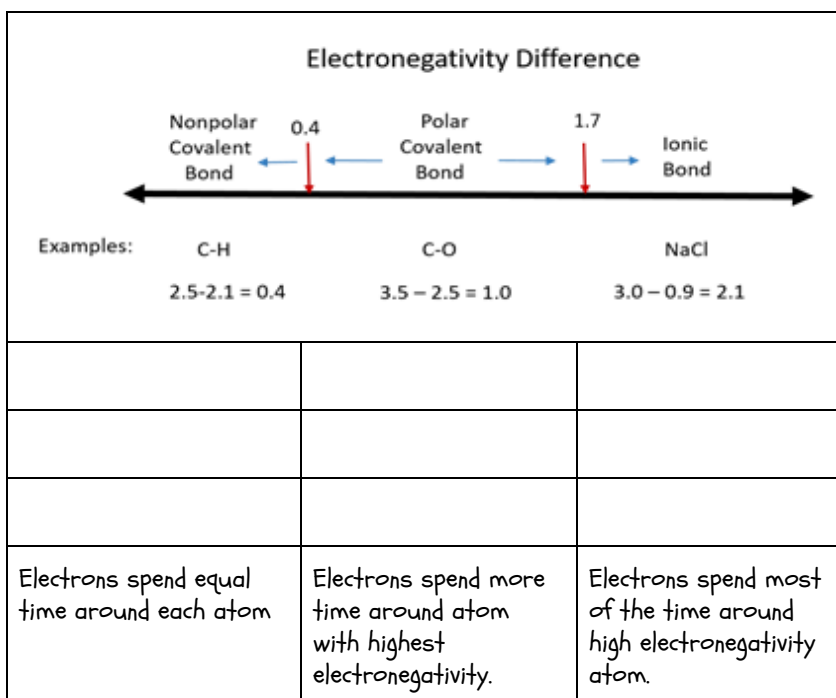 Electronegativity Difference
Nonpolar
Covalent
Bond
0.4
Polar
Covalent
Bond
1.7
Ionic
Bond
Examples:
C-H
C-O
NaCl
2.5-2.1 = 0.4
3.5 – 2.5 = 1.0
3.0 – 0.9 = 2.1
Electrons spend equal
time around each atom
Electrons spend more
time around atom
with highest
electronegativity.
Electrons spend most
of the time around
high electronegativity
atom.